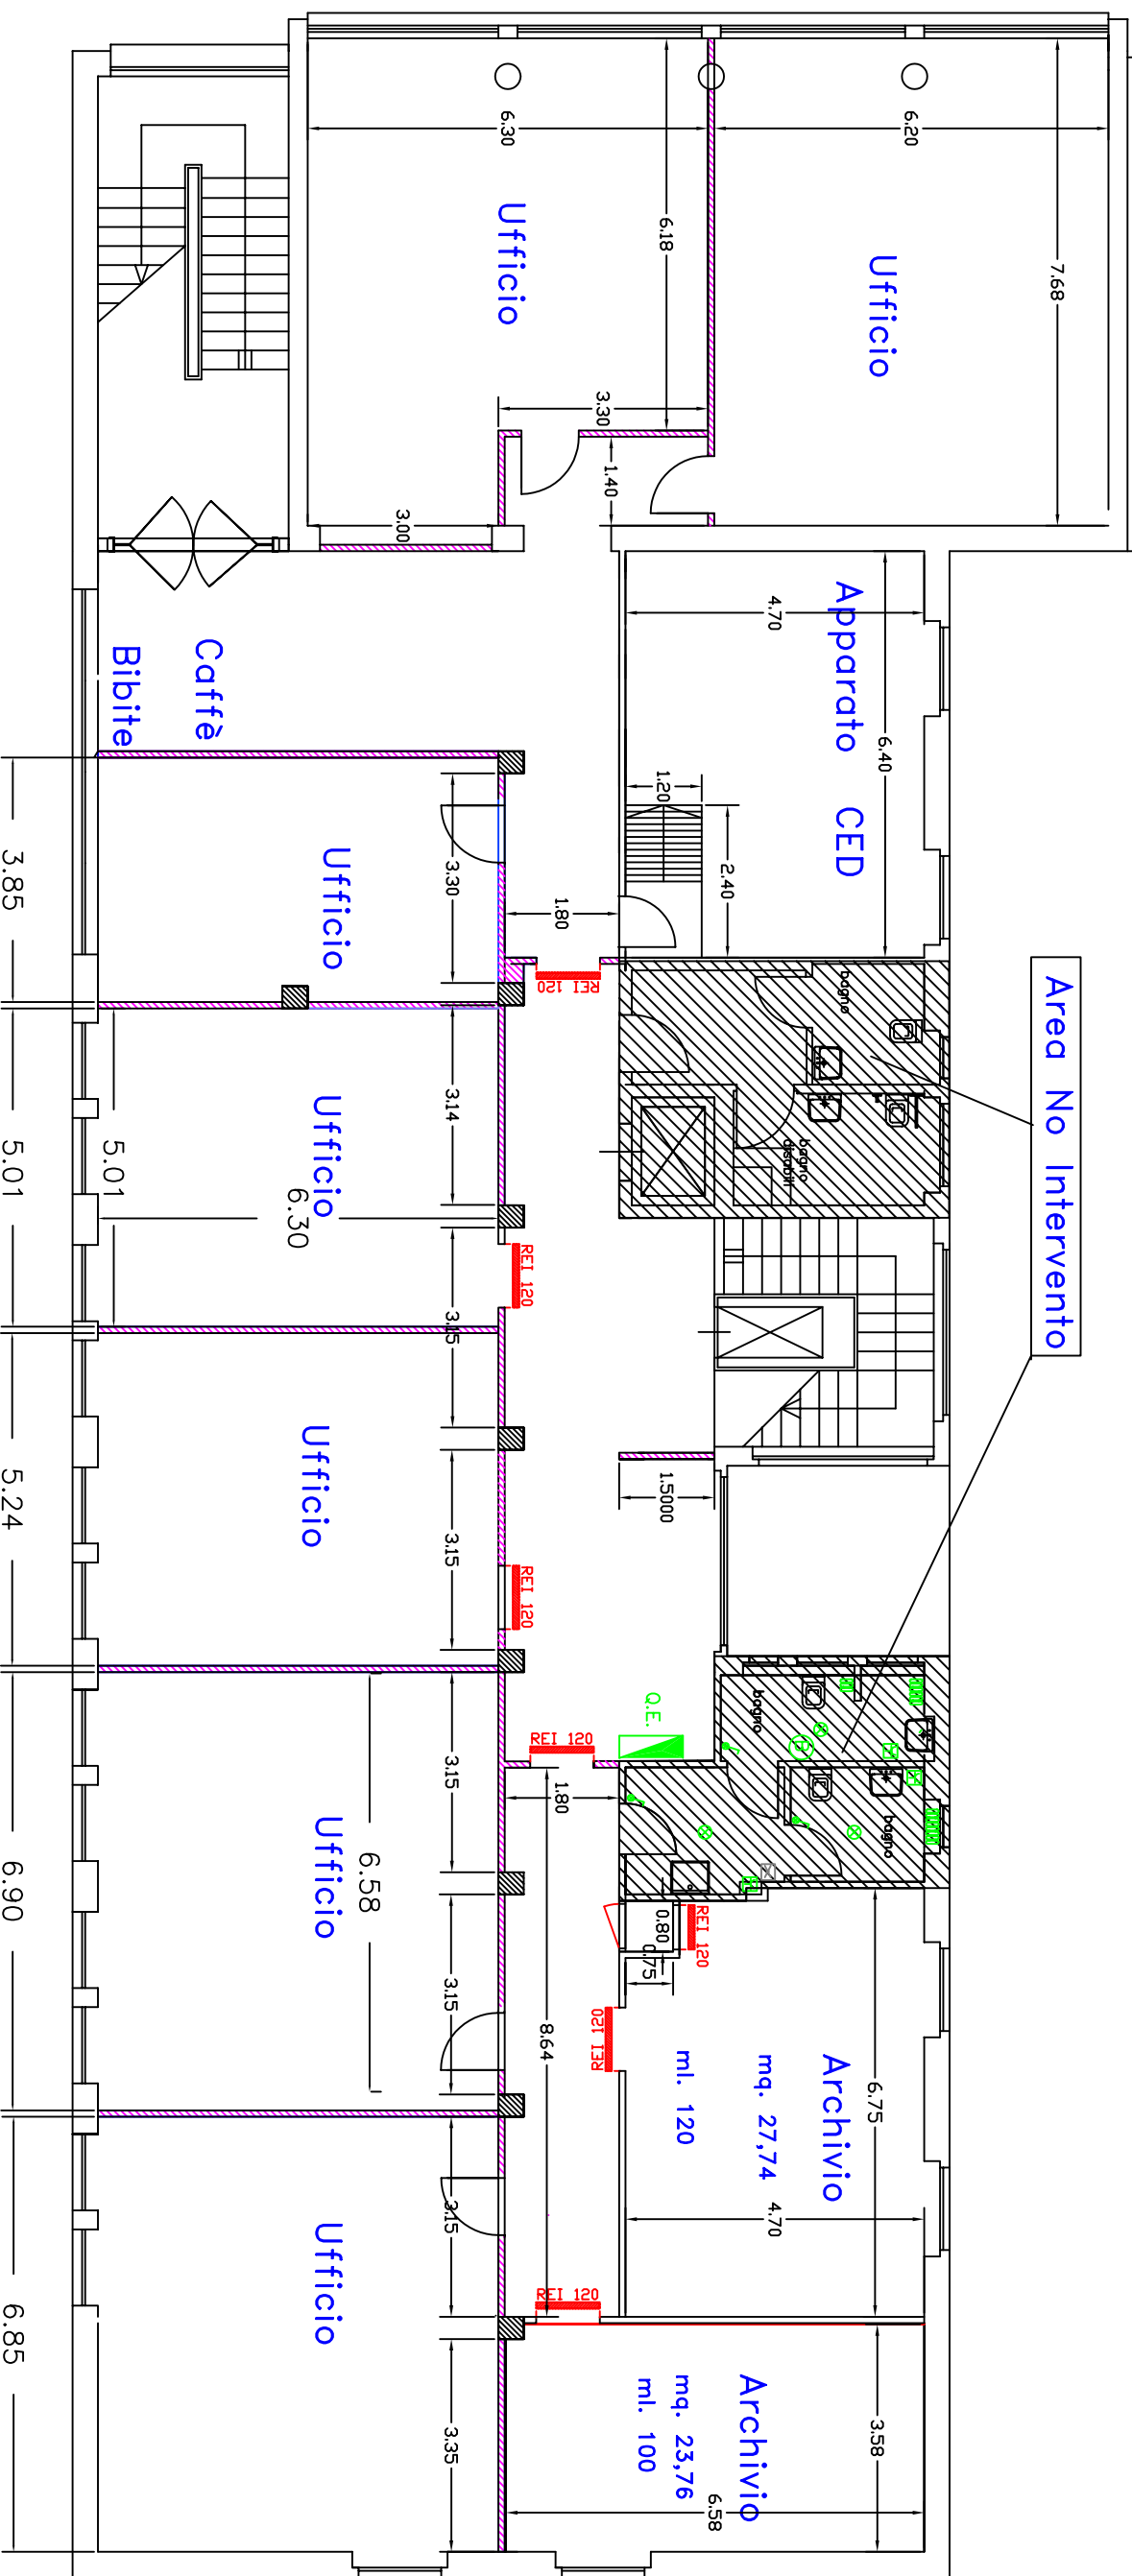 7.68
6.20
Ufficio
6.18
6.30
Ufficio
3.30
1.40
3.00
Apparato CED
4.70
6.40
1.20
2.40
1.80
Caffè
Bibite
Area No Intervento
bagno
bagno
disabili
REI 120
Ufficio
3.30
3.14
Ufficio
6.30
5.01
REI 120
3.15
Ufficio
3.15
REI 120
1.5000
Q.E.
REI 120
1.80
bagno
bagno
3.15
Ufficio
6.58
3.15
8.64
REI 120
0.80
0.75
REI 120
Archivio
mq. 27,74
ml. 120
6.75
4.70
3.15
Ufficio
REI 120
3.35
Archivio
mq. 23,76
ml. 100
3.58
6.58
3.85
5.01
5.24
6.90
6.85